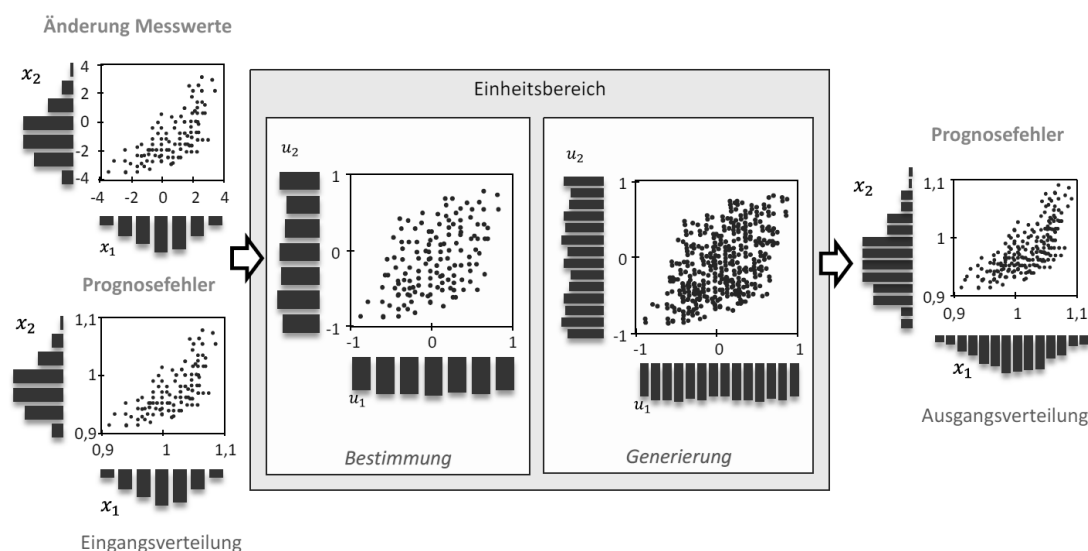 Änderung Messwerte
x₂
4
2
0
-2
-4
-4 -2 0 2 4
x₁
Prognosefehler
x₂
1,1
1
0,9
0,9 1 1,1
x₁
Eingangsverteilung
Einheitsbereich
u₂
1
0
-1
-1 0 1
u₁
Bestimmung
u₂
1
0
-1
-1 0 1
u₁
Generierung
Prognosefehler
x₂
1,1
1
0,9
0,9 1 1,1
x₁
Ausgangsverteilung